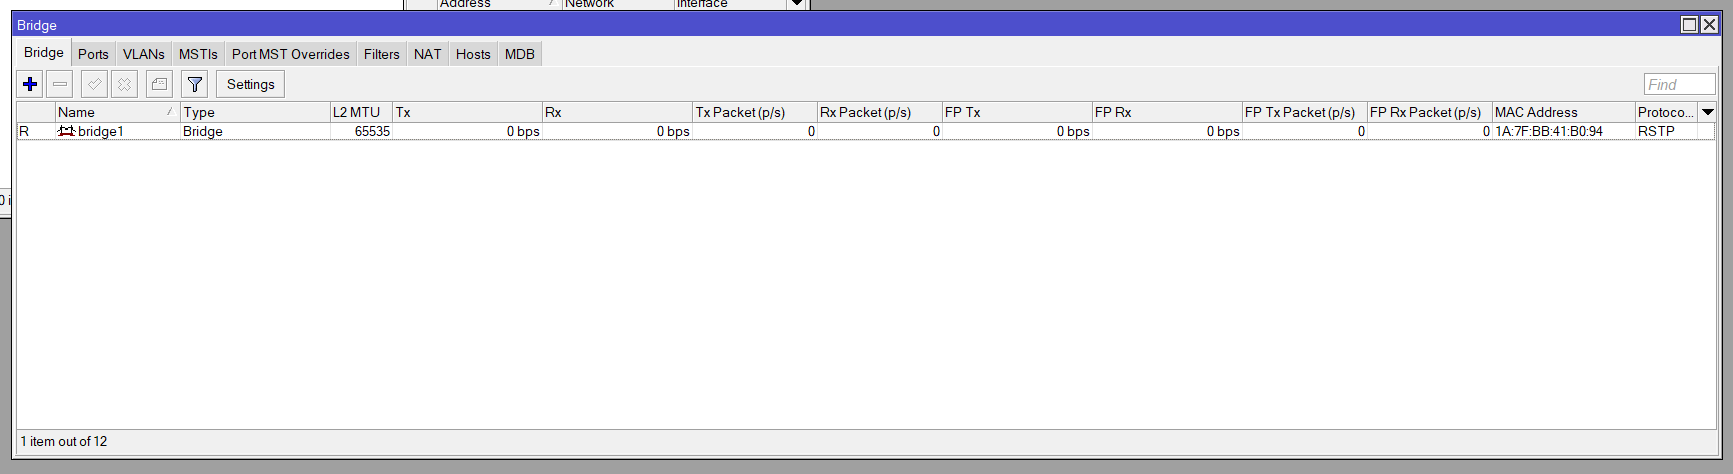 Address Network Interface
Bridge
Bridge Ports VLANs MSTIs Port MST Overrides Filters NAT Hosts MDB
Settings Find
Name Type L2 MTU Tx Rx Tx Packet (p/s) Rx Packet (p/s) FP Tx FP Rx FP Tx Packet (p/s) FP Rx Packet (p/s) MAC Address Protoco...
R bridge1 Bridge 65535 0 bps 0 bps 0 0 0 bps 0 bps 0 0 1A:7F:BB:41:B0:94 RSTP
0 i
1 item out of 12